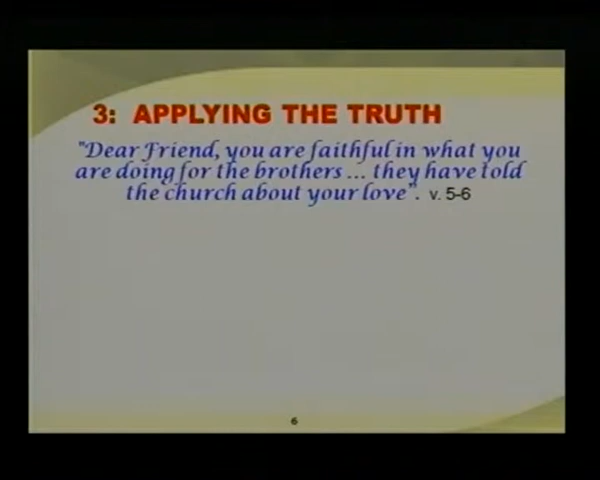 3: APPLYING THE TRUTH
"Dear Friend, you are faithful in what you
are doing for the brothers ... they have told
the church about your love". v. 5-6
6